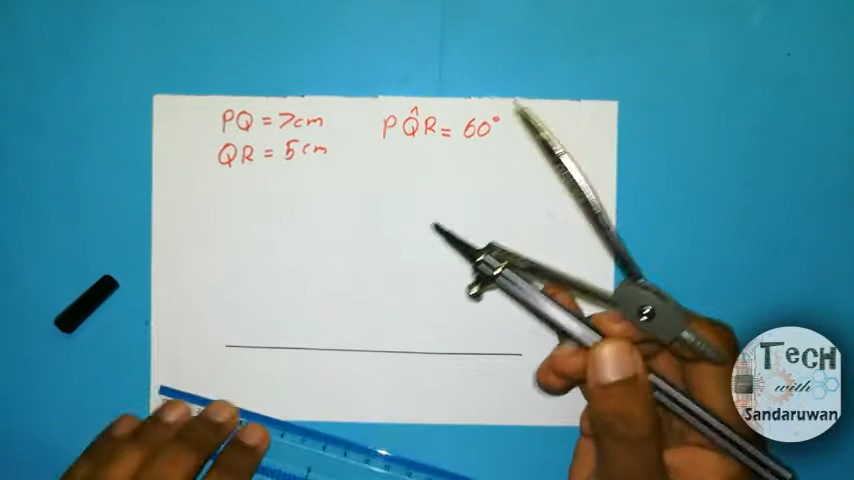 PQ = 7cm
PQ̂R = 60°
QR = 5cm
TecH
with
Sandaruwan